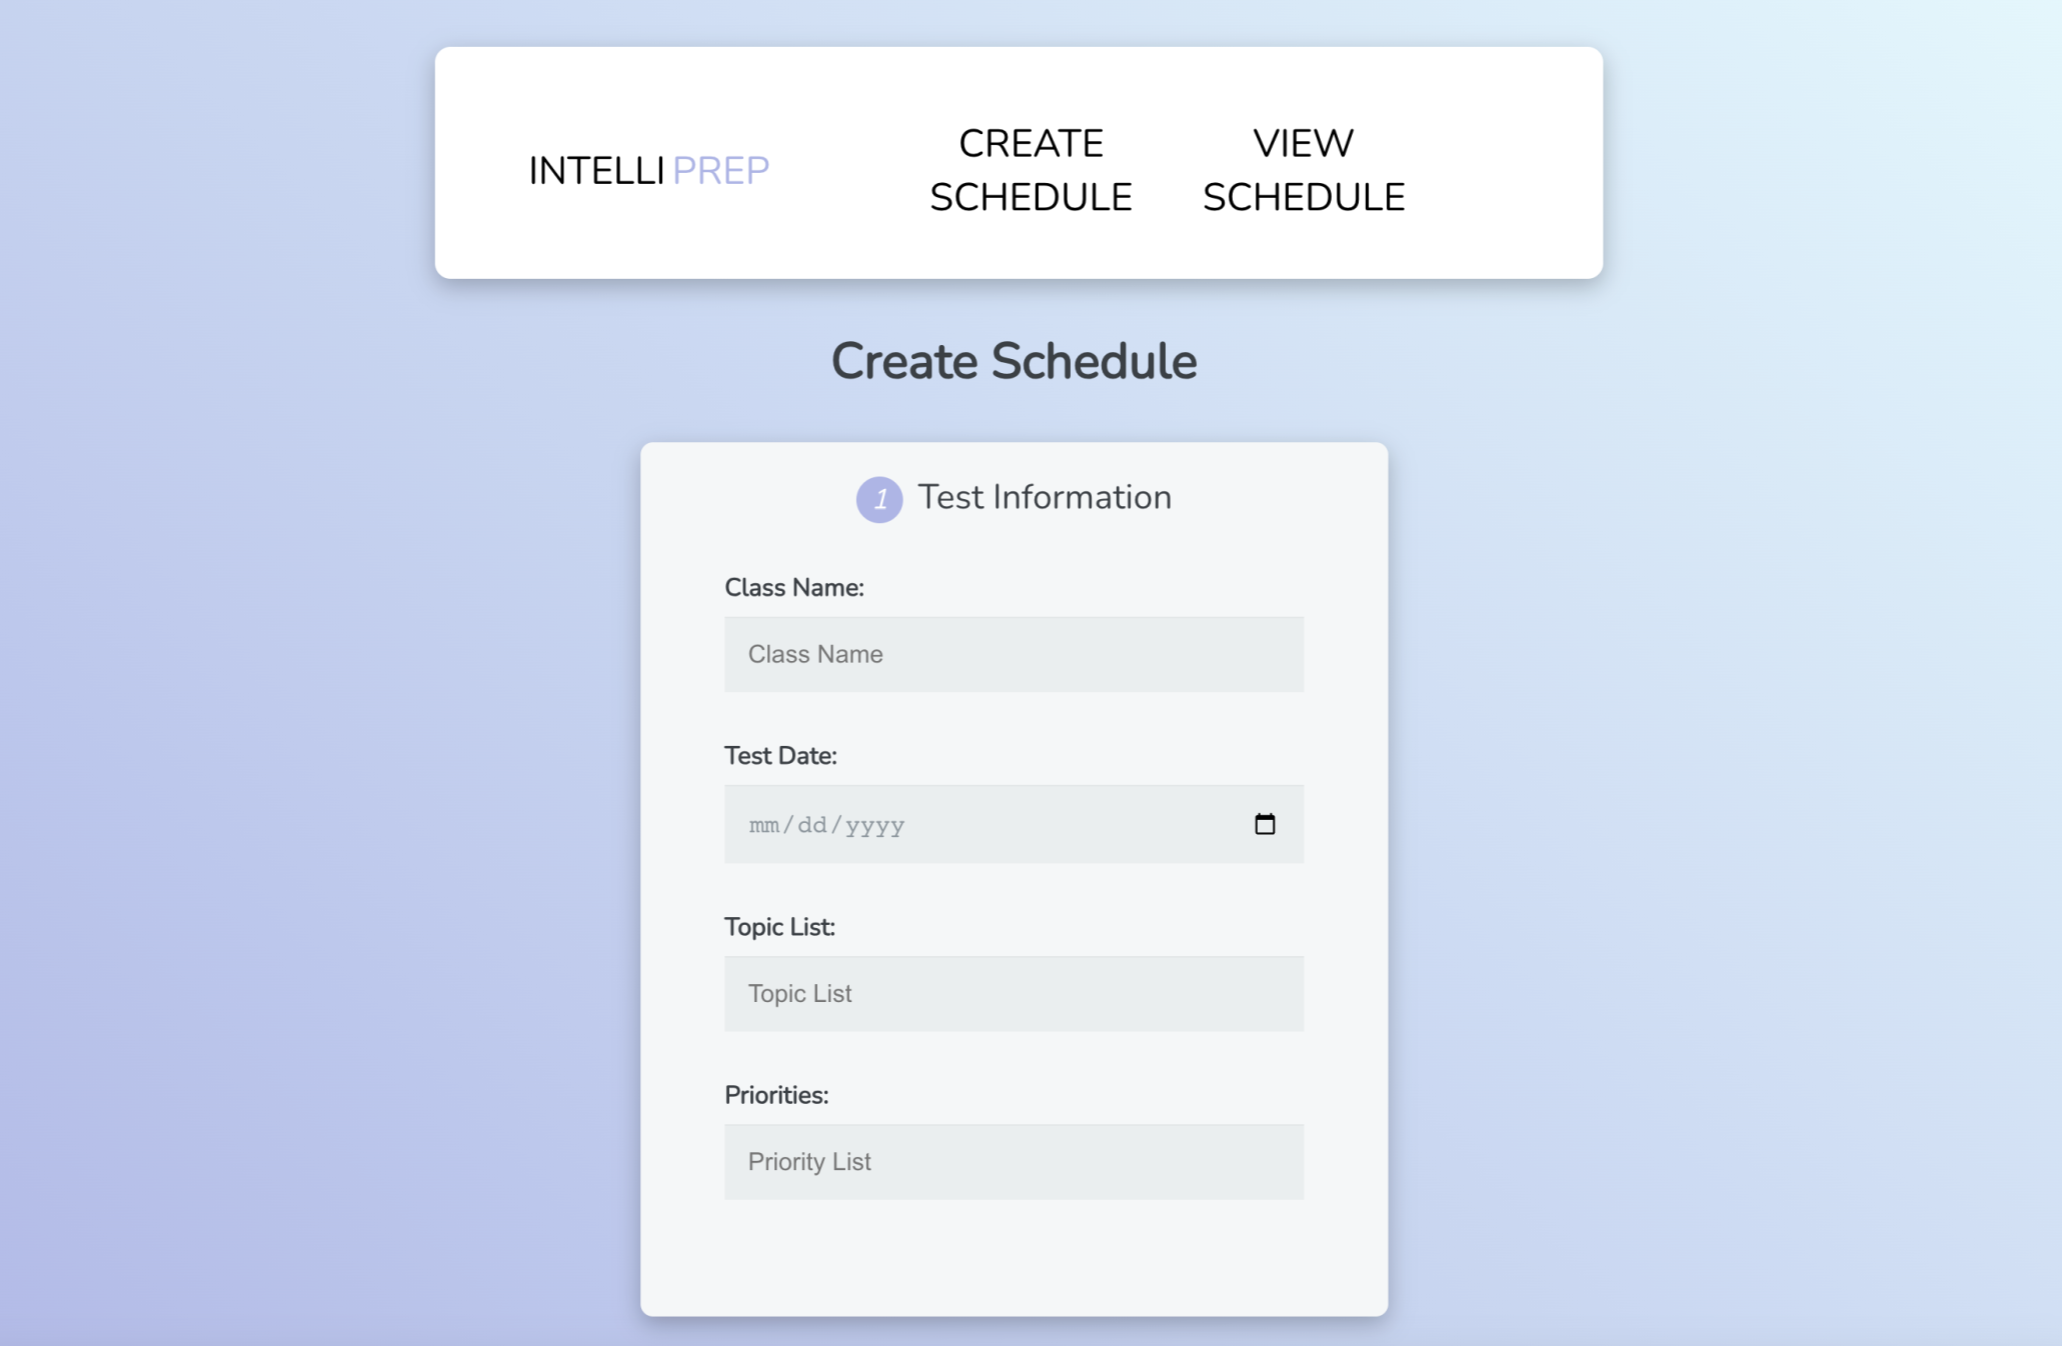 INTELLI PREP
CREATE SCHEDULE
VIEW SCHEDULE
Create Schedule
1 Test Information
Class Name:
Class Name
Test Date:
mm/dd/yyyy
Topic List:
Topic List
Priorities:
Priority List